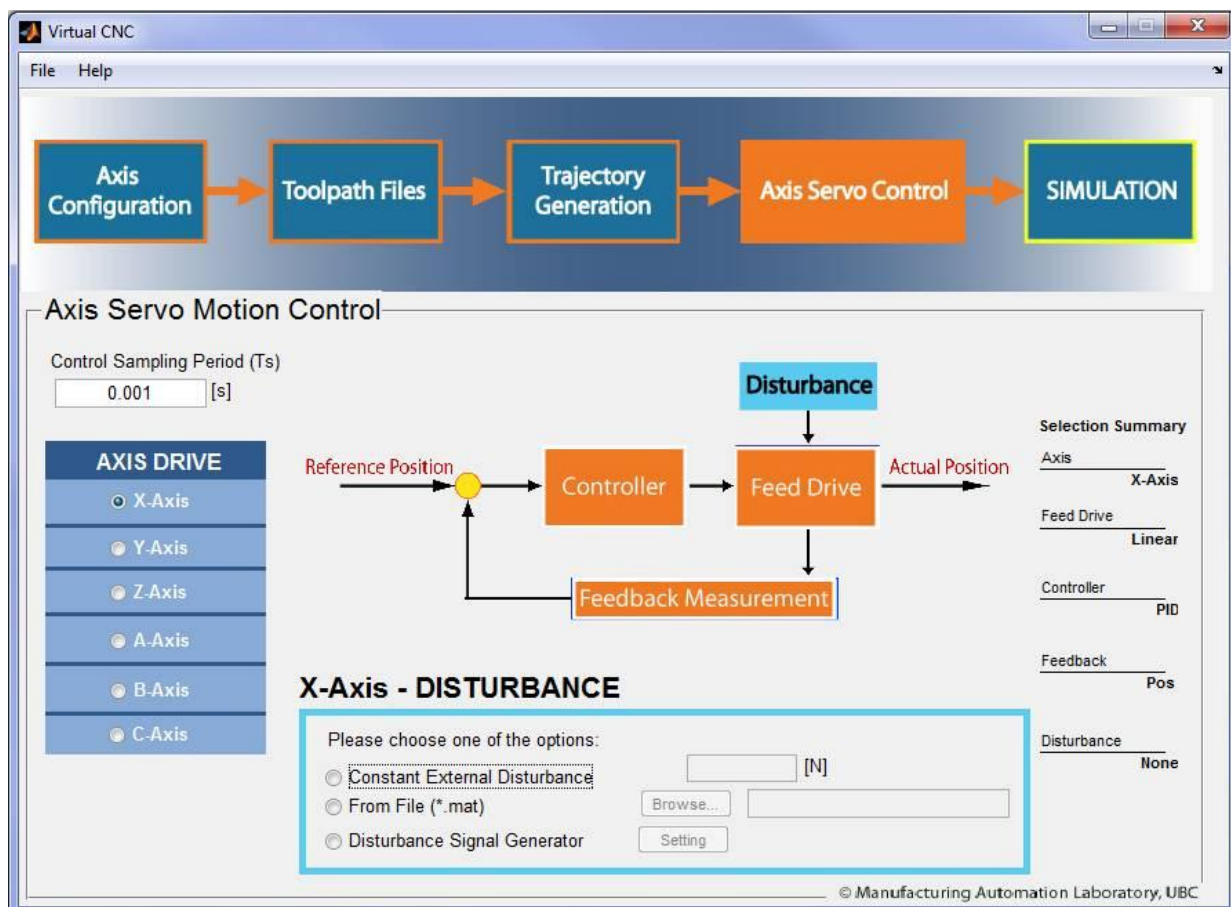 Virtual CNC
File Help
Axis
Configuration
Toolpath Files
Trajectory
Generation
Axis Servo Control
SIMULATION
Axis Servo Motion Control
Control Sampling Period (Ts)
0.001 [s]
AXIS DRIVE
X-Axis
Y-Axis
Z-Axis
A-Axis
B-Axis
C-Axis
Disturbance
Reference Position
Controller
Feed Drive
Actual Position
Feedback Measurement
Selection Summary
Axis
X-Axis
Feed Drive
Linear
Controller
PID
Feedback
Pos
Disturbance
None
X-Axis - DISTURBANCE
Please choose one of the options:
Constant External Disturbance [N]
From File (*.mat) Browse...
Disturbance Signal Generator Setting
© Manufacturing Automation Laboratory, UBC